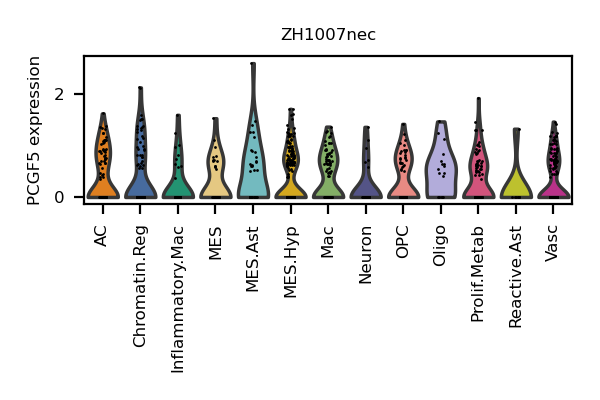 ZH1007nec
PCGF5 expression
2
0
AC
Chromatin.Reg
Inflammatory.Mac
MES
MES.Ast
MES.Hyp
Mac
Neuron
OPC
Oligo
Prolif.Metab
Reactive.Ast
Vasc